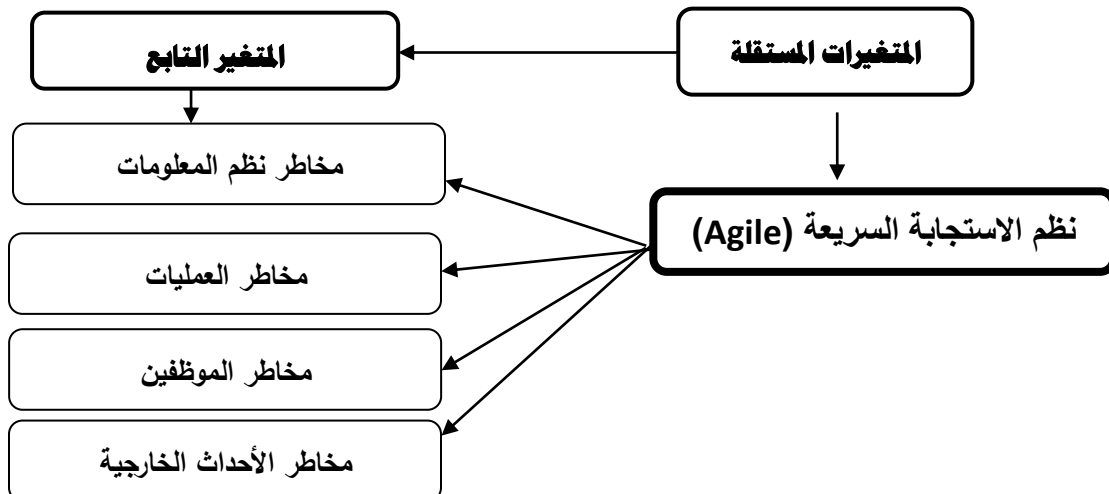 المتغيرات المستقلة
المتغير التابع
نظم الاستجابة السريعة (Agile)
مخاطر نظم المعلومات
مخاطر العمليات
مخاطر الموظفين
مخاطر الأحداث الخارجية